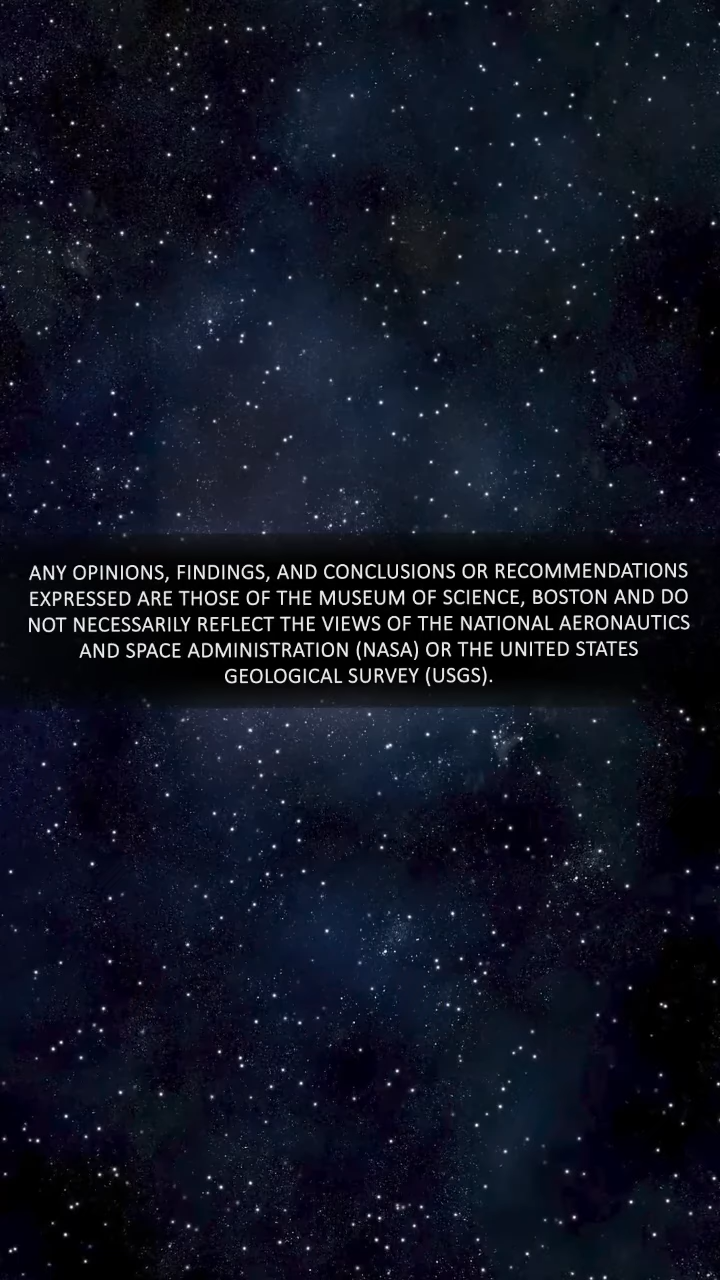 ANY OPINIONS, FINDINGS, AND CONCLUSIONS OR RECOMMENDATIONS
EXPRESSED ARE THOSE OF THE MUSEUM OF SCIENCE, BOSTON AND DO
NOT NECESSARILY REFLECT THE VIEWS OF THE NATIONAL AERONAUTICS
AND SPACE ADMINISTRATION (NASA) OR THE UNITED STATES
GEOLOGICAL SURVEY (USGS).